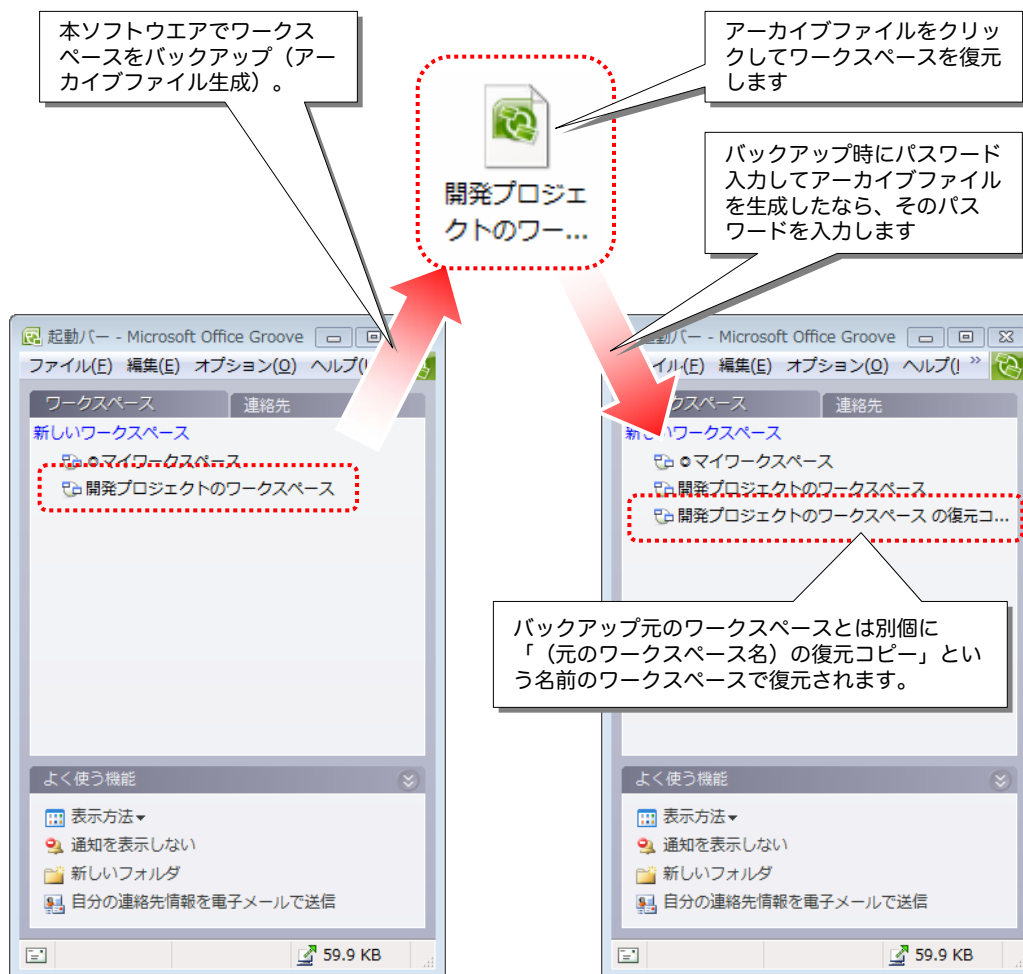 本ソフトウエアでワークス
ペースをバックアップ（アー
カイブファイル生成）。
アーカイブファイルをクリッ
クしてワークスペースを復元
します
開発プロジェ
クトのワー...
バックアップ時にパスワード
入力してアーカイブファイル
を生成したなら、そのパス
ワードを入力します
起動バー - Microsoft Office Groove
ファイル(F) 編集(E) オプション(O) ヘルプ(
ワークスペース 連絡先
新しいワークスペース
マイワークスペース
開発プロジェクトのワークスペース
よく使う機能
表示方法
通知を表示しない
新しいフォルダ
自分の連絡先情報を電子メールで送信
59.9 KB
起動バー - Microsoft Office Groove
イル(F) 編集(E) オプション(O) ヘルプ( »
クスペース 連絡先
新しいワークスペース
マイワークスペース
開発プロジェクトのワークスペース
開発プロジェクトのワークスペース の復元コ...
バックアップ元のワークスペースとは別個に
「（元のワークスペース名）の復元コピー」とい
う名前のワークスペースで復元されます。
よく使う機能
表示方法
通知を表示しない
新しいフォルダ
自分の連絡先情報を電子メールで送信
59.9 KB